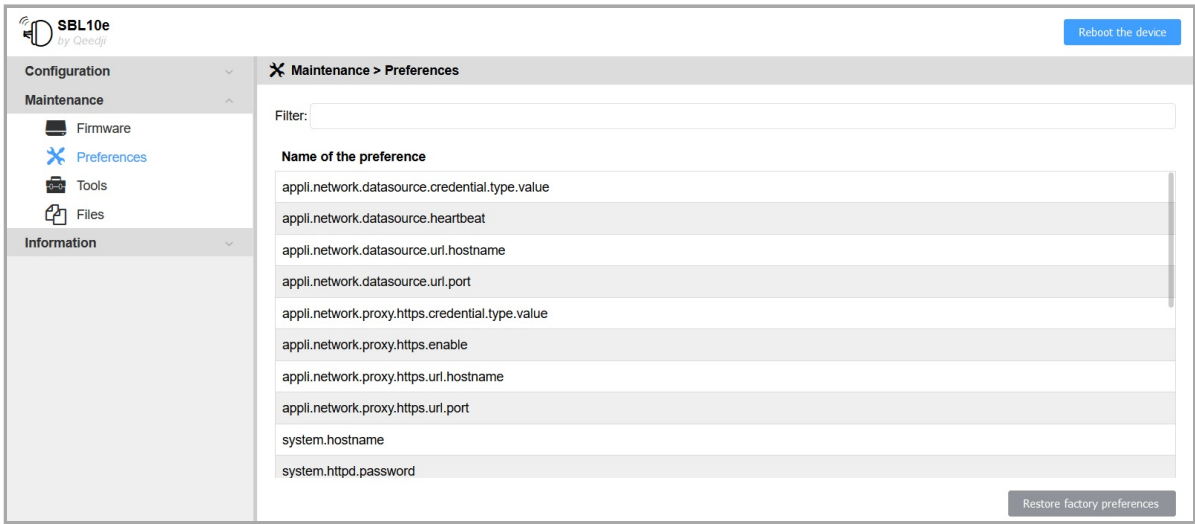 SBL10e
by Qeedji
Reboot the device
Configuration
Maintenance
Firmware
Preferences
Tools
Files
Information
Maintenance > Preferences
Filter:
Name of the preference
appli.network.datasource.credential.type.value
appli.network.datasource.heartbeat
appli.network.datasource.url.hostname
appli.network.datasource.url.port
appli.network.proxy.https.credential.type.value
appli.network.proxy.https.enable
appli.network.proxy.https.url.hostname
appli.network.proxy.https.url.port
system.hostname
system.httpd.password
Restore factory preferences